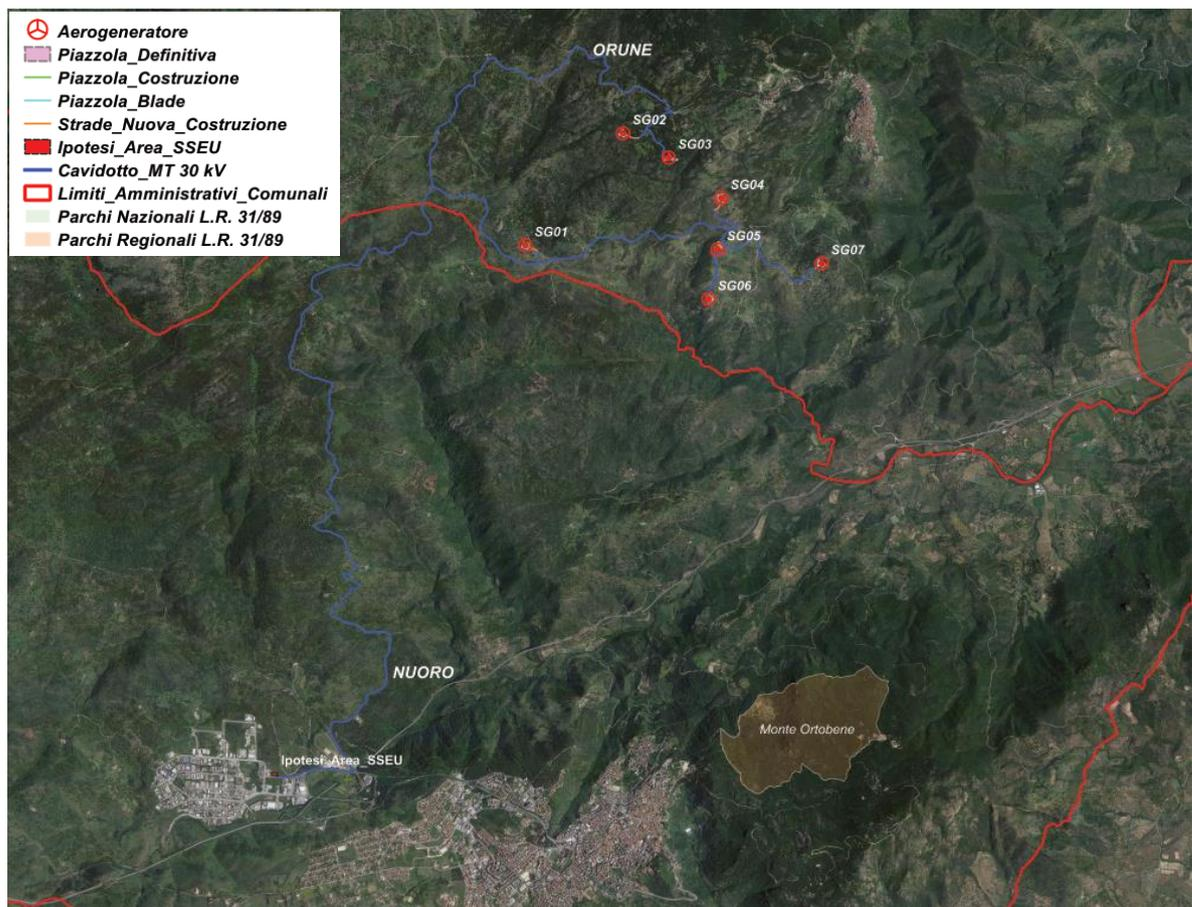 Aerogeneratore
Piazzola_Definitiva
Piazzola_Costruzione
Piazzola_Blade
Strade_Nuova_Costruzione
Ipotesi_Area_SSEU
Cavidotto_MT 30 kV
Limiti_Amministrativi_Comunali
Parchi Nazionali L.R. 31/89
Parchi Regionali L.R. 31/89
ORUNE
SG02
SG03
SG04
SG01
SG05
SG07
SG06
NUORO
Monte Ortobene
Ipotesi_Area_SSEU